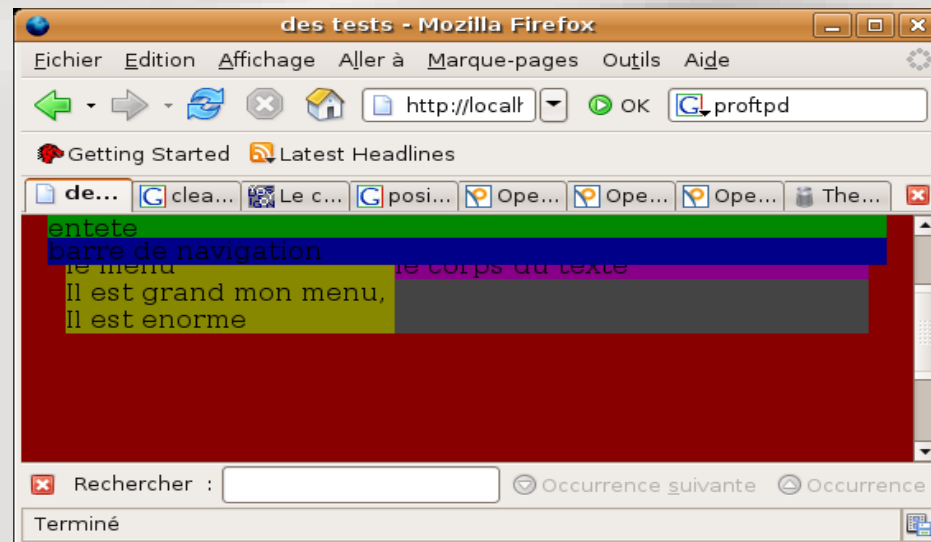 des tests - Mozilla Firefox
Fichier Edition Affichage Aller à Marque-pages Outils Aide
http://localh OK proftpd
Getting Started Latest Headlines
de... clea... Le c... posi... Ope... Ope... Ope... The...
entete
barre de navigation
le menu le corps du texte
Il est grand mon menu,
Il est enorme
Rechercher : Occurrence suivante Occurrence
Terminé